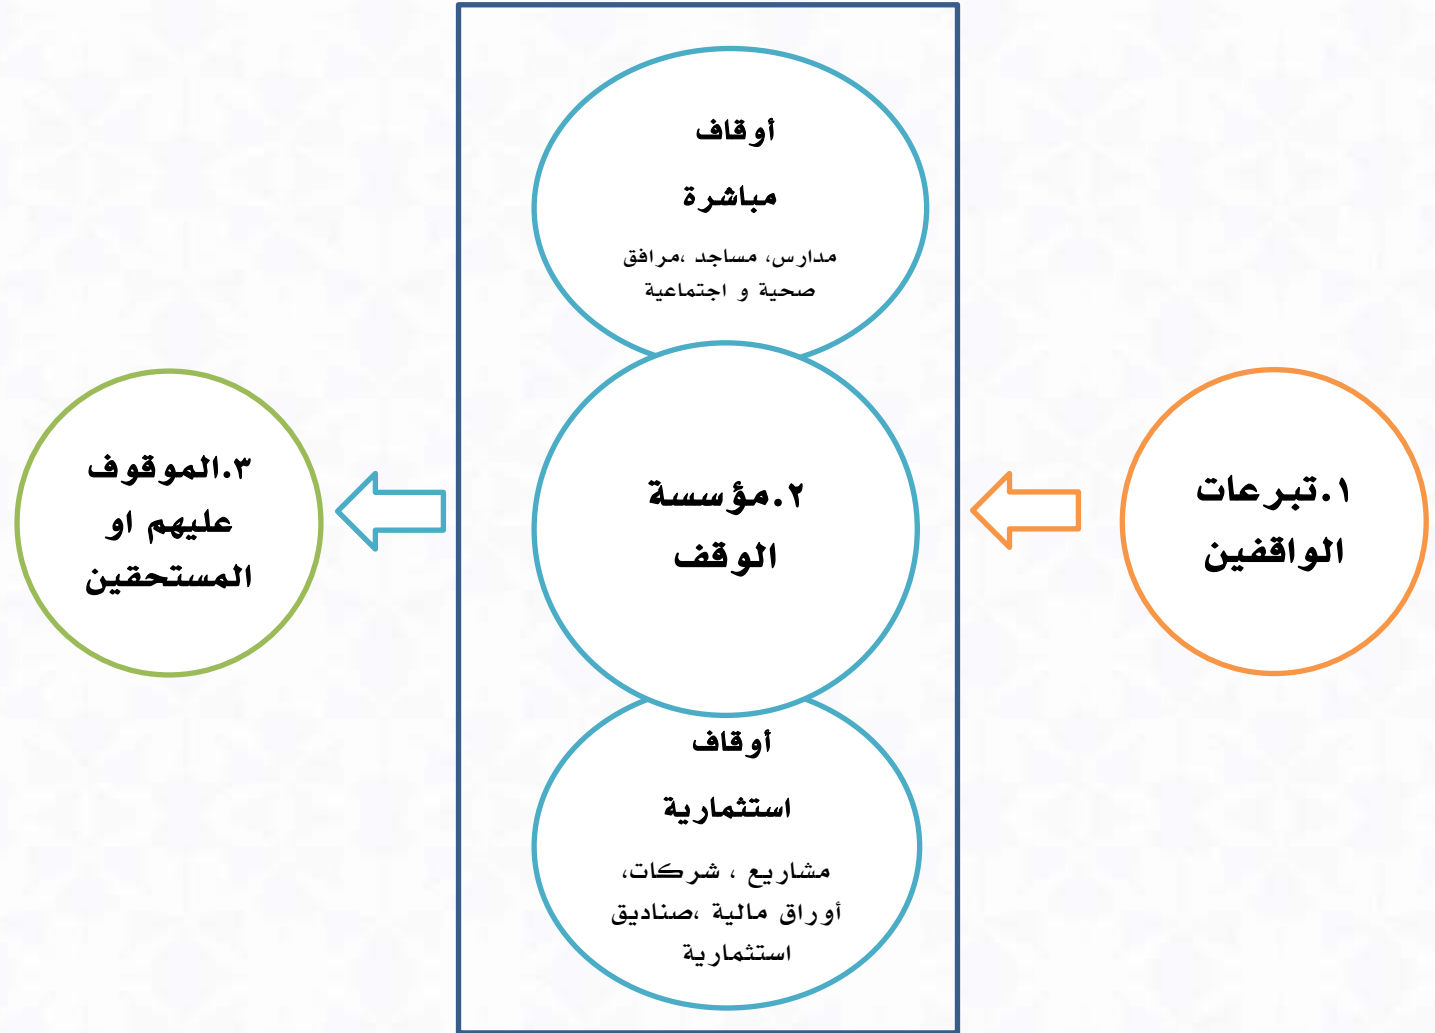 ١.تبرعات
الواقفين
أوقاف
مباشرة
مدارس، مساجد ،مرافق
صحية و اجتماعية
٢.مؤسسة
الوقف
أوقاف
استثمارية
مشاريع ، شركات،
أوراق مالية ،صناديق
استثمارية
٣.الموقوف
عليهم او
المستحقين